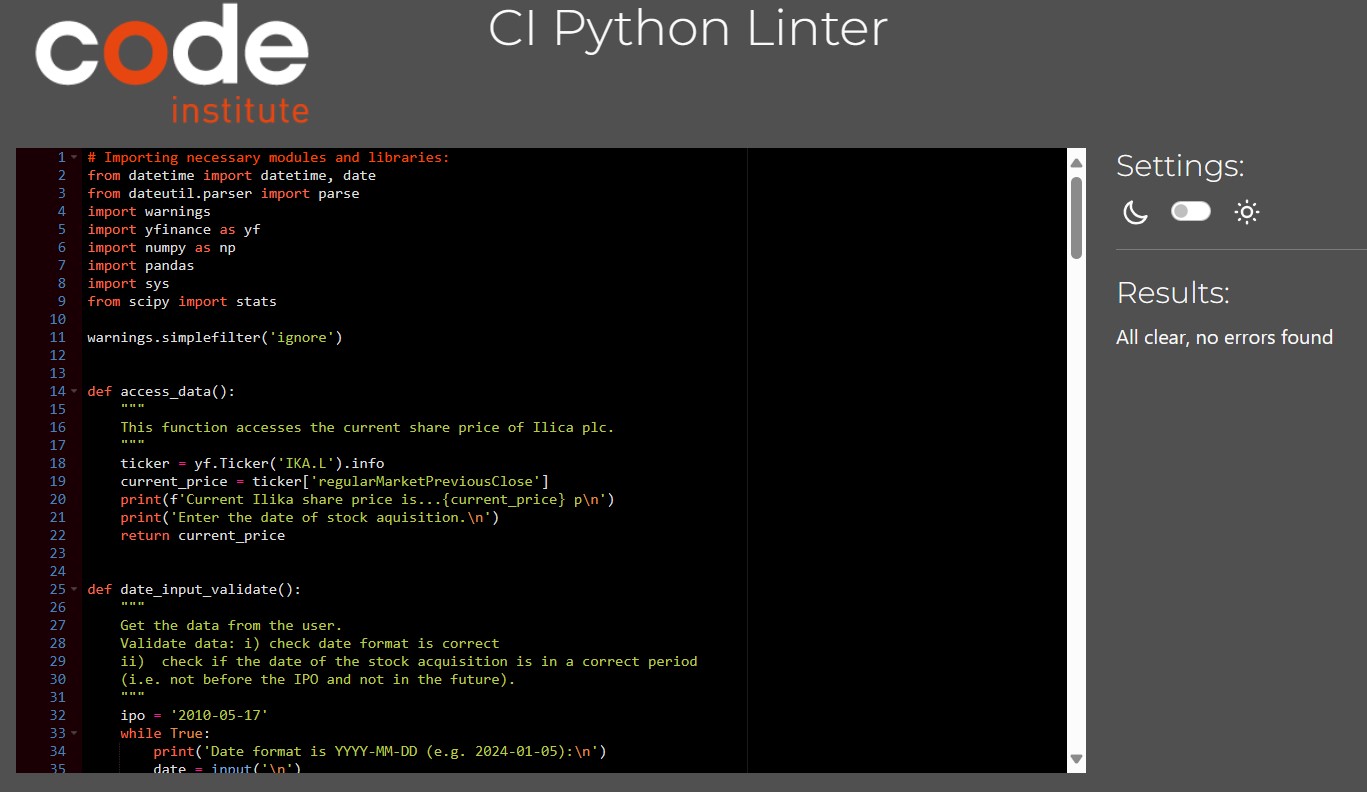 code
institute
CI Python Linter
1 # Importing necessary modules and libraries:
2 from datetime import datetime, date
3 from dateutil.parser import parse
4 import warnings
5 import yfinance as yf
6 import numpy as np
7 import pandas
8 import sys
9 from scipy import stats
10
11 warnings.simplefilter('ignore')
12
13
14 def access_data():
15     """
16     This function accesses the current share price of Ilica plc.
17     """
18     ticker = yf.Ticker('IKA.L').info
19     current_price = ticker['regularMarketPreviousClose']
20     print(f'Current Ilika share price is...{current_price} p\n')
21     print('Enter the date of stock aquisition.\n')
22     return current_price
23
24
25 def date_input_validate():
26     """
27     Get the data from the user.
28     Validate data: i) check date format is correct
29     ii)  check if the date of the stock acquisition is in a correct period
30     (i.e. not before the IPO and not in the future).
31     """
32     ipo = '2010-05-17'
33     while True:
34         print('Date format is YYYY-MM-DD (e.g. 2024-01-05):\n')
35         date = input('\n')
Settings:
Results:
All clear, no errors found